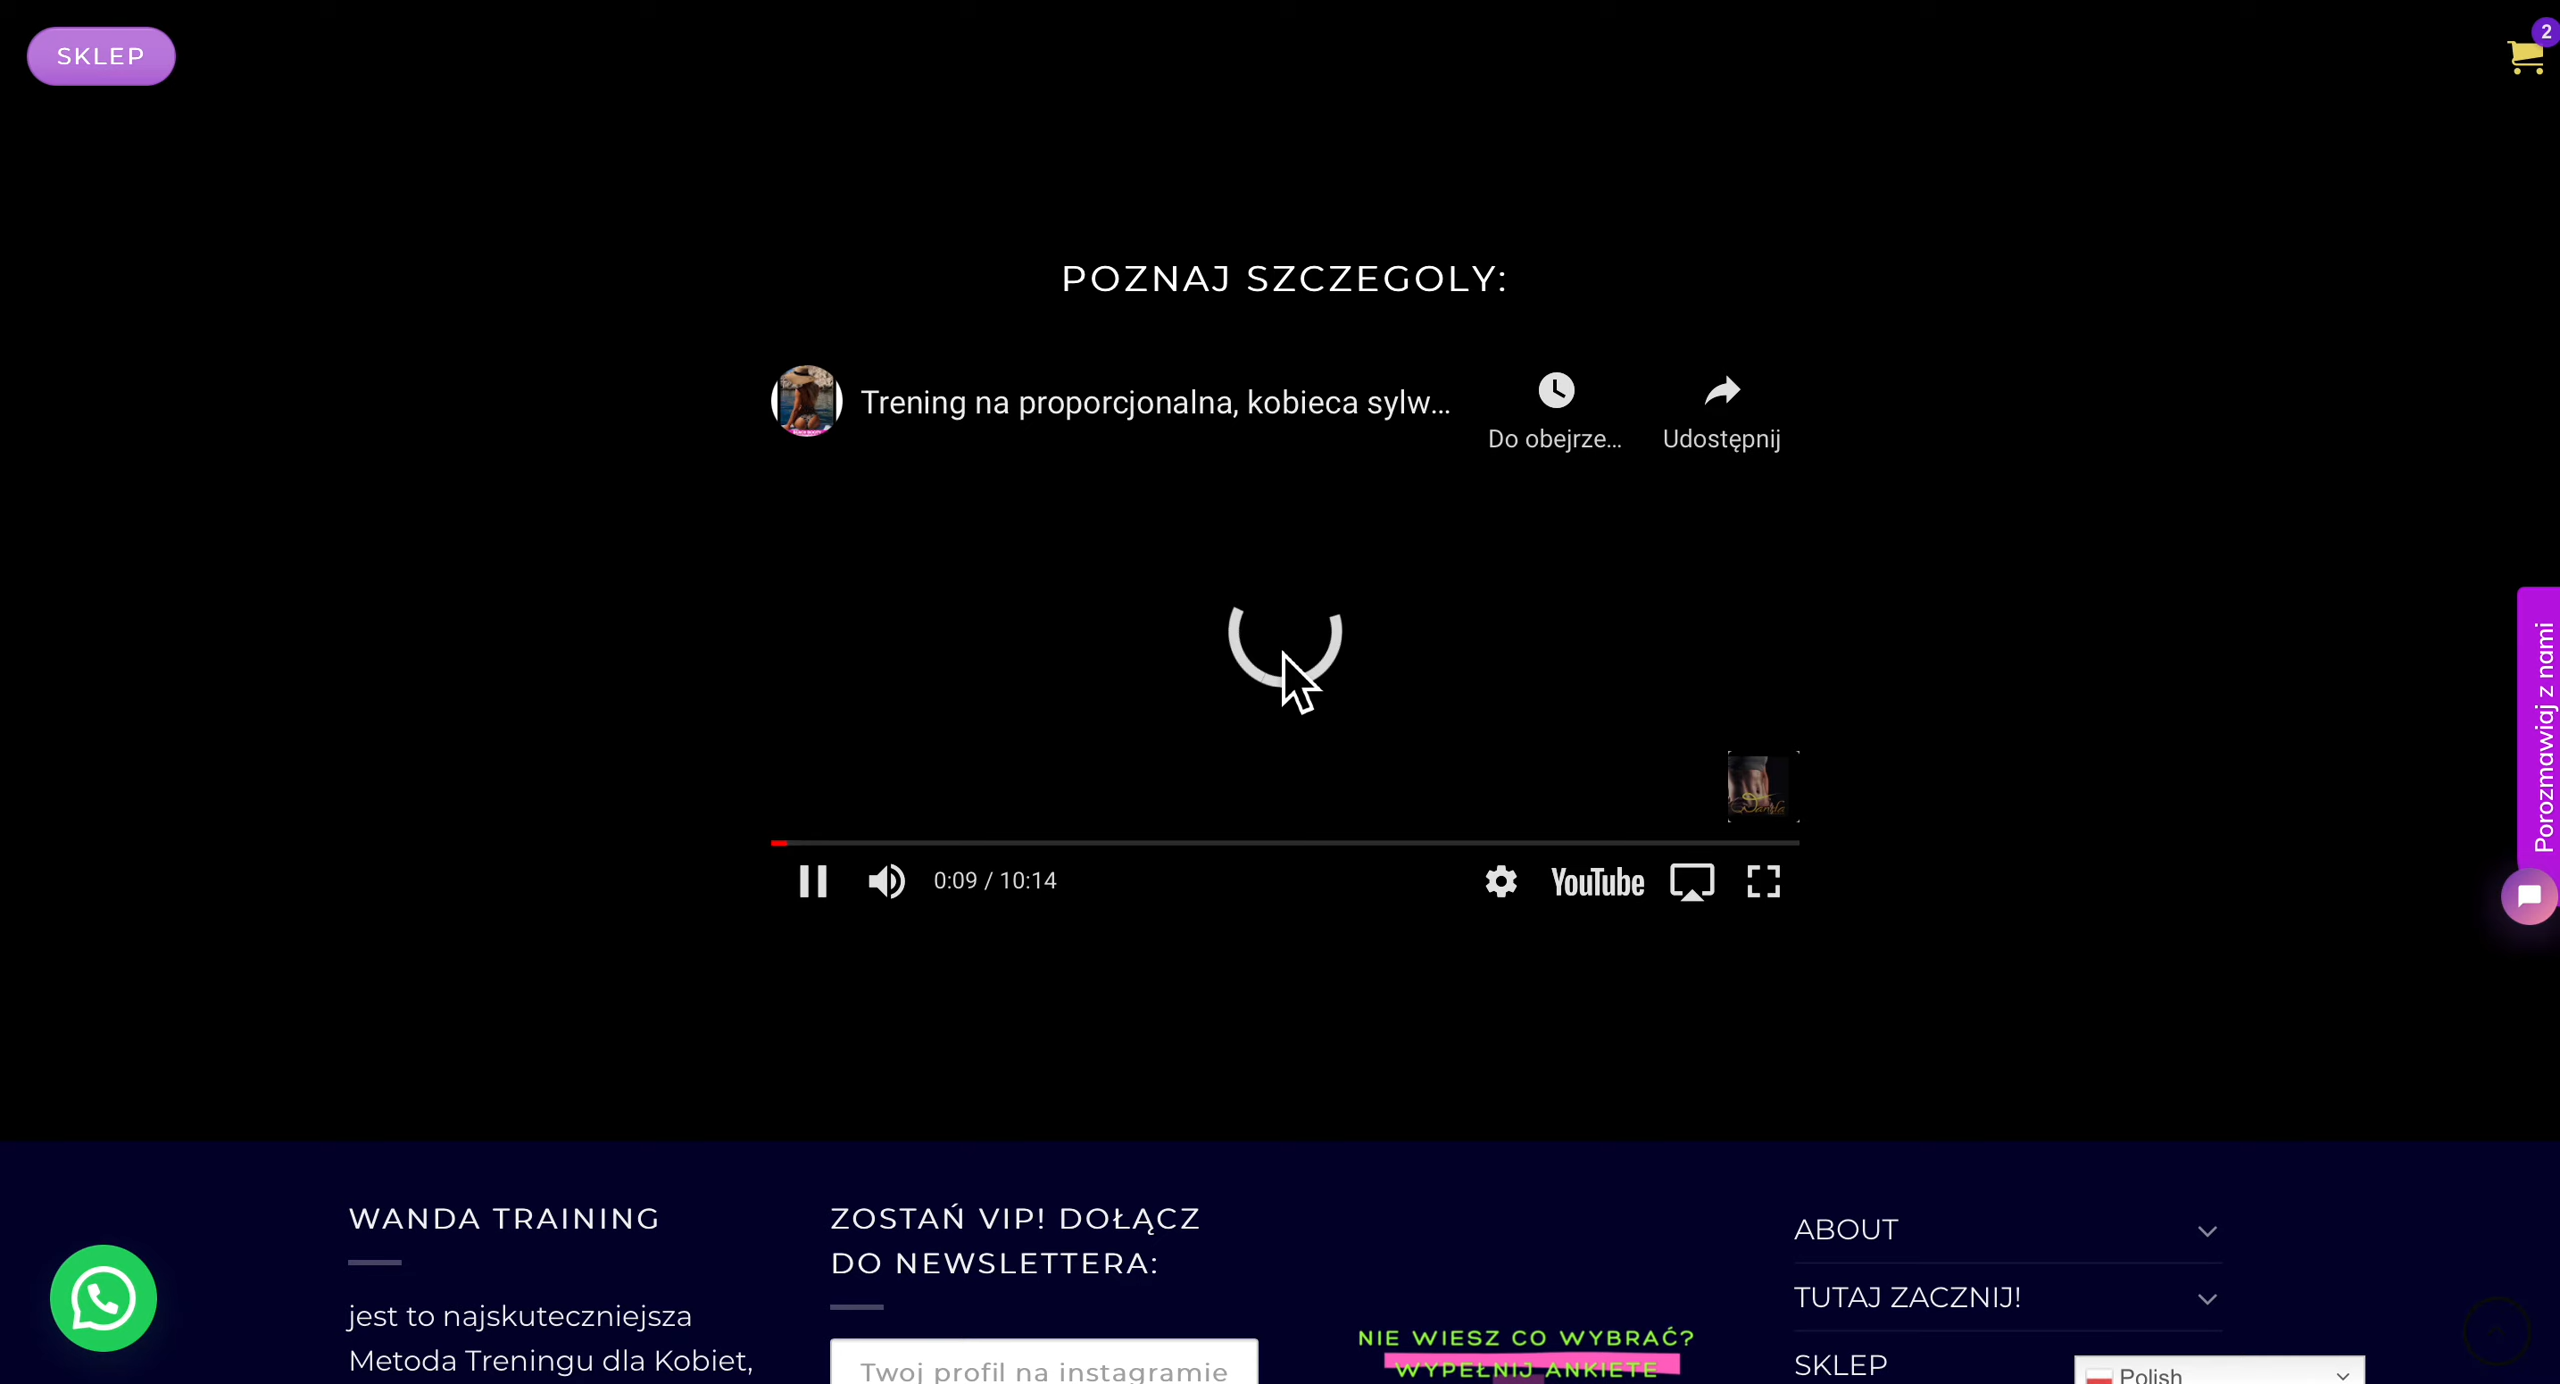 SKLEP
2
POZNAJ SZCZEGOLY:
Trening na proporcjonalna, kobieca sylw...
Do obejrze...
Udostępnij
Porozmawiaj z nami
Wanda
0:09 / 10:14
YouTube
WANDA TRAINING
jest to najskuteczniejsza
Metoda Treningu dla Kobiet,
ZOSTAŃ VIP! DOŁĄCZ
DO NEWSLETTERA:
Twoj profil na instagramie
NIE WIESZ CO WYBRAĆ?
WYPEŁNIJ ANKIETE
ABOUT
TUTAJ ZACZNIJ!
SKLEP
Polish